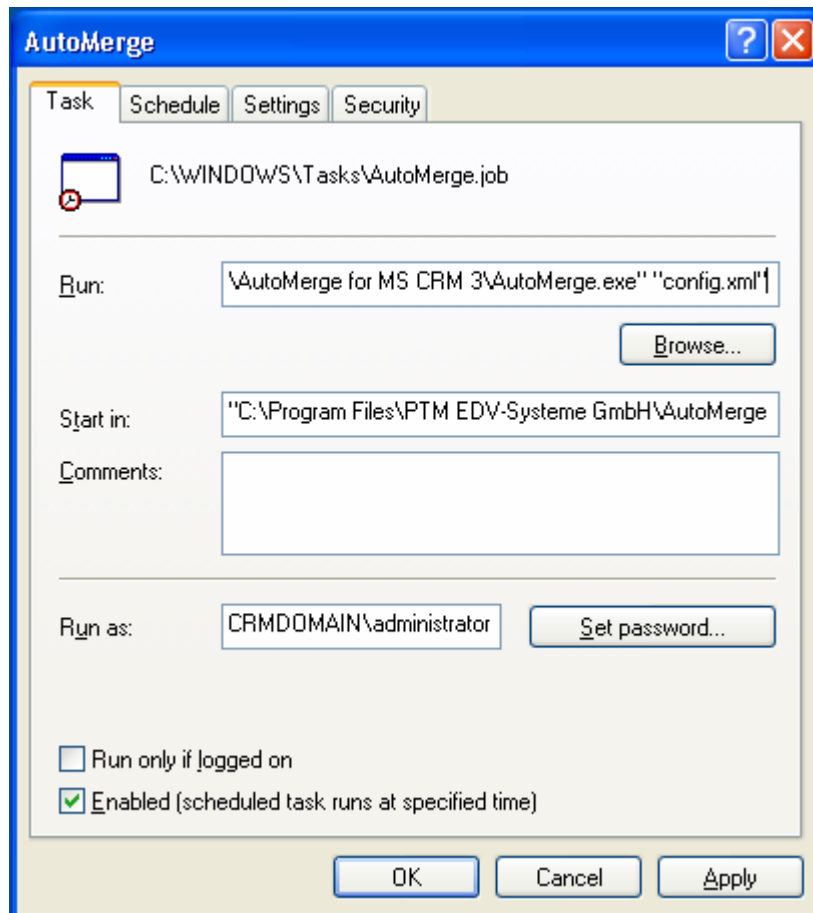 AutoMerge
Task Schedule Settings Security
C:\WINDOWS\Tasks\AutoMerge.job
Run: \AutoMerge for MS CRM 3\AutoMerge.exe" "config.xml"
Browse...
Start in: "C:\Program Files\PTM EDV-Systeme GmbH\AutoMerge
Comments:
Run as: CRMDOMAIN\administrator Set password...
Run only if logged on
Enabled (scheduled task runs at specified time)
OK Cancel Apply